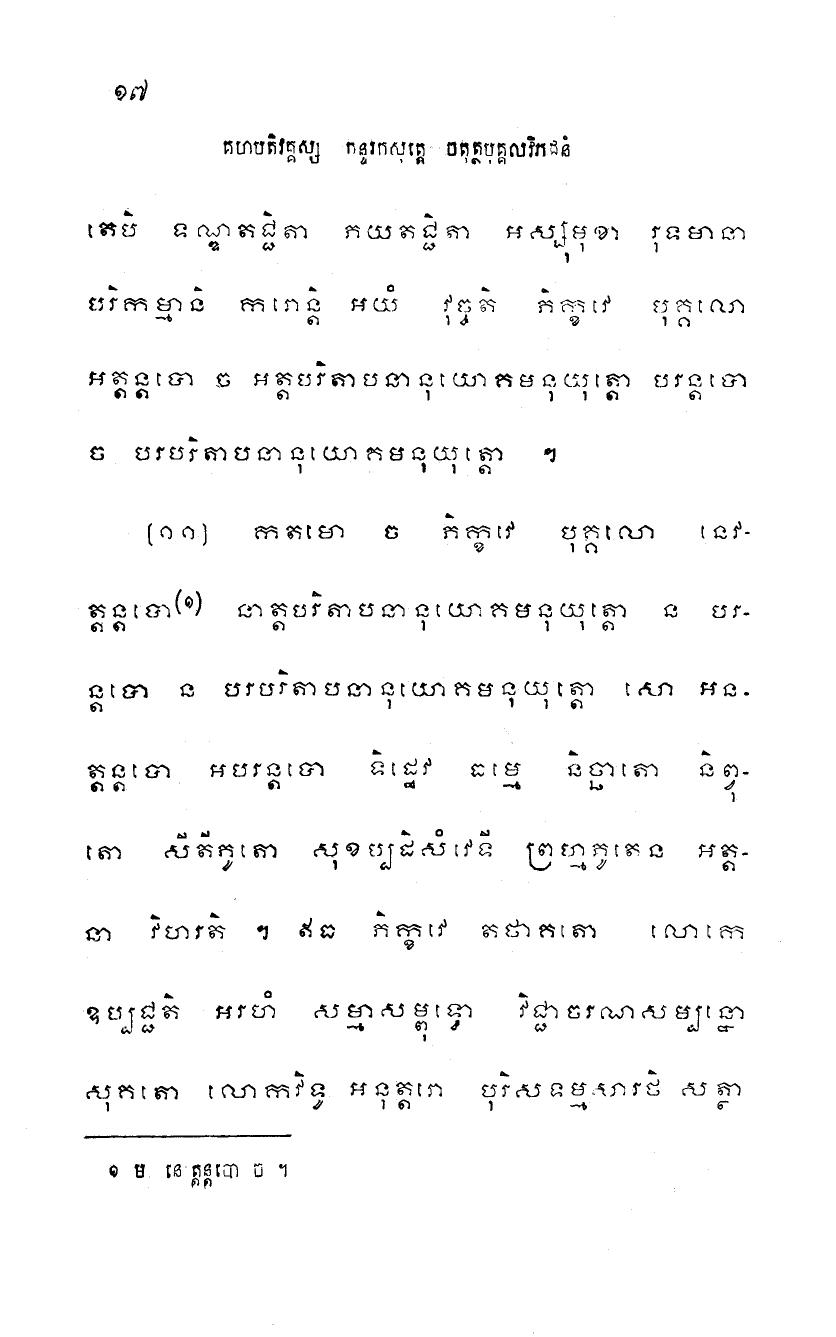 ១៧
គហបតិវគ្គស្ស កន្ទរកសុត្តេ ចតុត្ថបុគ្គលវិភជនំ
តេបិ ទណ្ឌតជ្ជិតា ភយតជ្ជិតា អស្សុមុខា រុទមានា
បរិកម្មានិ ករោន្តិ អយំ វុច្ចតិ ភិក្ខវេ បុគ្គលោ
អត្តន្តបោ ច អត្តបរិតាបនានុយោគមនុយុត្តោ បរន្តបោ
ច បរបរិតាបនានុយោគមនុយុត្តោ ។
[១១] កតមោ ច ភិក្ខវេ បុគ្គលោ នេវ-
ត្តន្តបោ(១) នាត្តបរិតាបនានុយោគមនុយុត្តោ ន បរ-
ន្តបោ ន បរបរិតាបនានុយោគមនុយុត្តោ សោ អន-
ត្តន្តបោ អបរន្តបោ ទិដ្ឋេវ ធម្មេ និច្ឆាតោ និព្វុ-
តោ សីតីភូតោ សុខប្បដិសំវេទី ព្រហ្មភូតេន អត្ត-
នា វិហរតិ ។ ឥធ ភិក្ខវេ តថាគតោ លោកេ
ឧប្បជ្ជតិ អរហំ សម្មាសម្ពុទ្ធោ វិជ្ជាចរណសម្បន្នោ
សុគតោ លោកវិទូ អនុត្តរោ បុរិសទម្មសារថិ សត្ថា
១ ម. នេវត្តន្តបោ ច ។